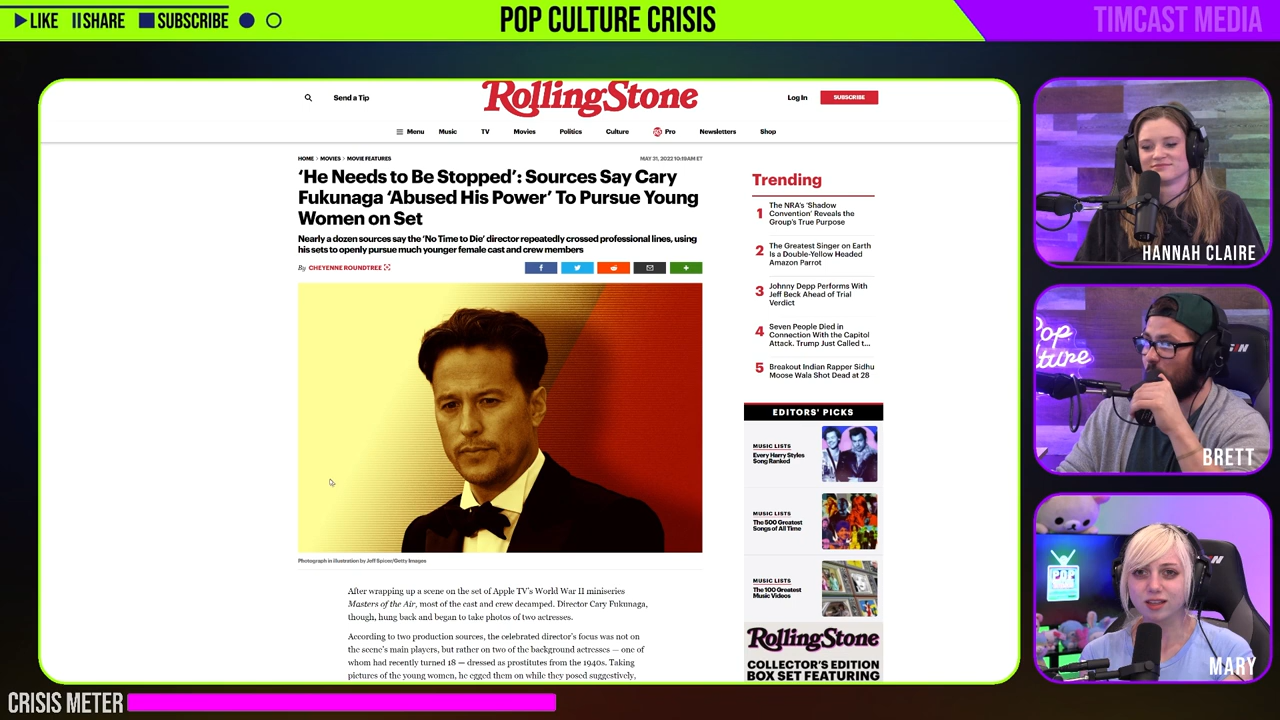 LIKE SHARE SUBSCRIBE
POP CULTURE CRISIS
TIMCAST MEDIA
Send a Tip
RollingStone
Log In
SUBSCRIBE
Menu Music TV Movies Politics Culture Pro Newsletters Shop
HOME > MOVIES > MOVIE FEATURES
MAY 31, 2022 10:19AM ET
‘He Needs to Be Stopped’: Sources Say Cary
Fukunaga ‘Abused His Power’ To Pursue Young
Women on Set
Nearly a dozen sources say the ‘No Time to Die’ director repeatedly crossed professional lines, using
his sets to openly pursue much younger female cast and crew members
By CHEYENNE ROUNDTREE
Photograph in illustration by Jeff Spicer/Getty Images
After wrapping up a scene on the set of Apple TV’s World War II miniseries
Masters of the Air, most of the cast and crew decamped. Director Cary Fukunaga,
though, hung back and began to take photos of two actresses.
According to two production sources, the celebrated director’s focus was not on
the scene’s main players, but rather on two of the background actresses — one of
whom had recently turned 18 — dressed as prostitutes from the 1940s. Taking
pictures of the young women, he egged them on while they posed suggestively,
Trending
1 The NRA’s ‘Shadow
Convention’ Reveals the
Group’s True Purpose
2 The Greatest Singer on Earth
Is a Double-Yellow Headed
Amazon Parrot
3 Johnny Depp Performs With
Jeff Beck Ahead of Trial
Verdict
4 Seven People Died in
Connection With the Capitol
Attack. Trump Just Called t...
5 Breakout Indian Rapper Sidhu
Moose Wala Shot Dead at 28
EDITORS’ PICKS
MUSIC LISTS
Every Harry Styles
Song Ranked
MUSIC LISTS
The 500 Greatest
Songs of All Time
MUSIC LISTS
The 100 Greatest
Music Videos
RollingStone
COLLECTOR’S EDITION
BOX SET FEATURING
HANNAH CLAIRE
BRETT
MARY
CRISIS METER